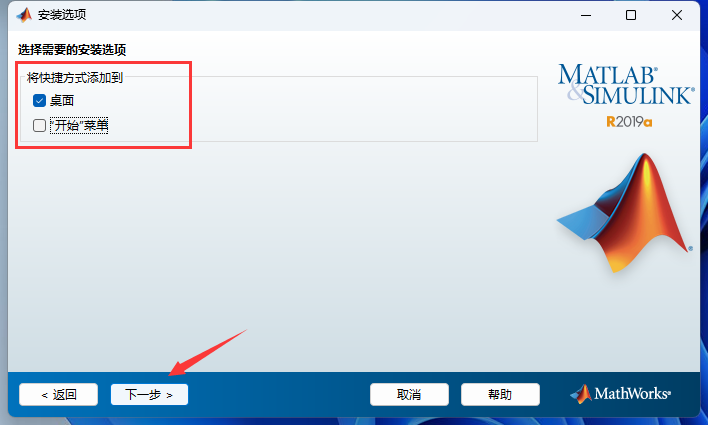 安装选项
选择需要的安装选项
将快捷方式添加到
桌面
"开始"菜单
MATLAB®
&SIMULINK®
R2019a
®
< 返回
下一步 >
取消
帮助
MathWorks®